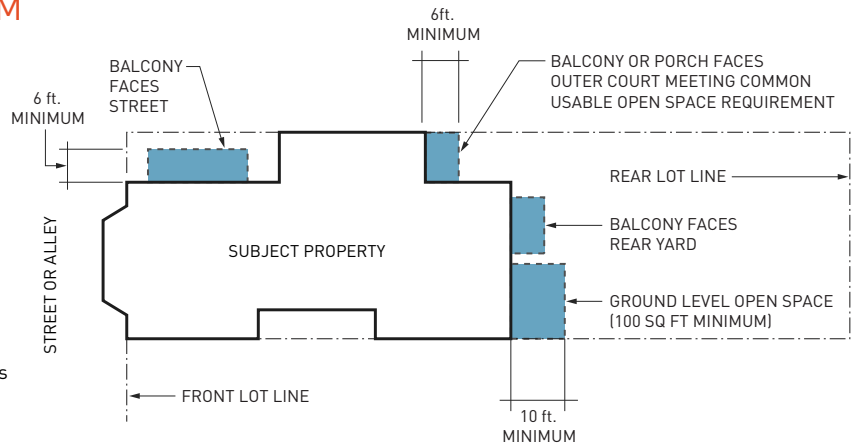 M
6ft.
MINIMUM
BALCONY
FACES
STREET
BALCONY OR PORCH FACES
OUTER COURT MEETING COMMON
USABLE OPEN SPACE REQUIREMENT
6 ft.
MINIMUM
REAR LOT LINE
STREET OR ALLEY
SUBJECT PROPERTY
BALCONY FACES
REAR YARD
GROUND LEVEL OPEN SPACE
(100 SQ FT MINIMUM)
s
FRONT LOT LINE
10 ft.
MINIMUM